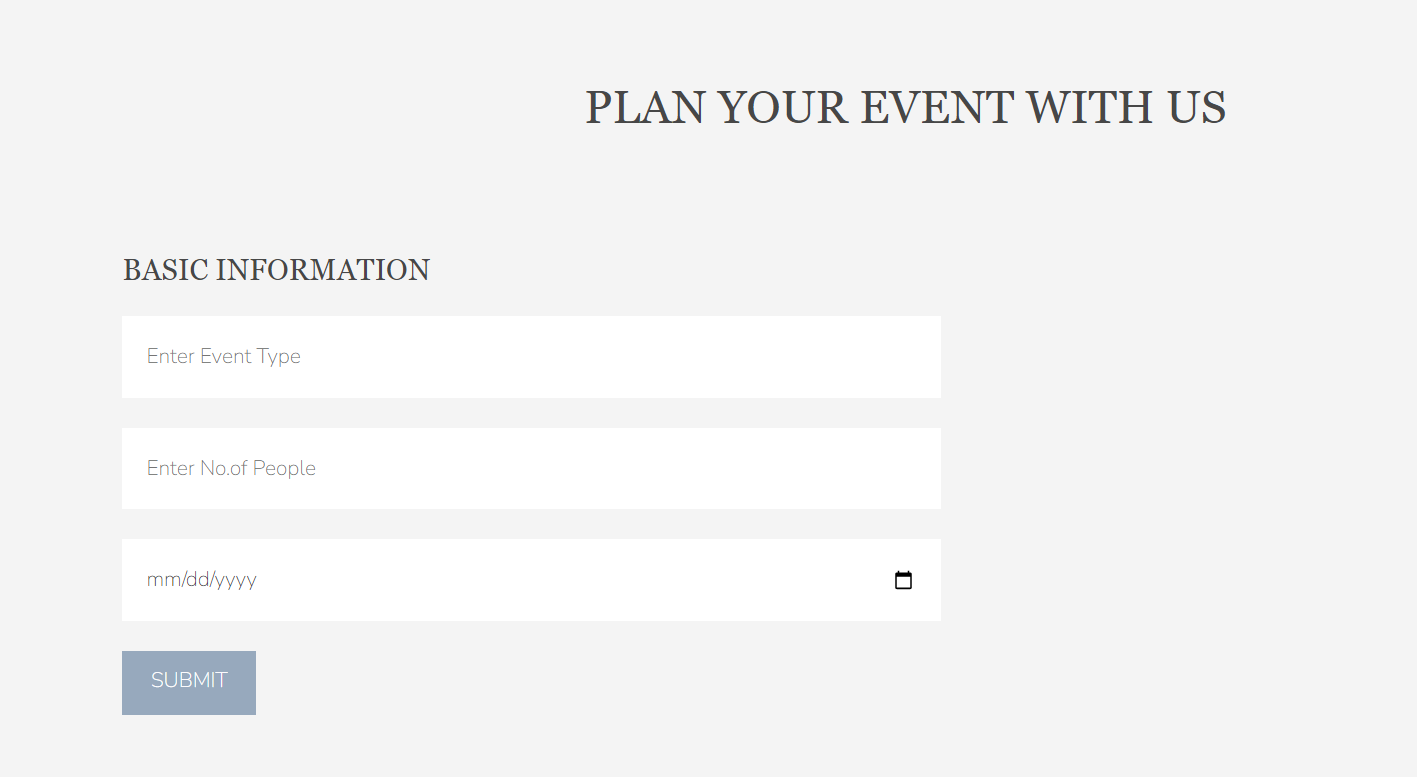 PLAN YOUR EVENT WITH US
BASIC INFORMATION
Enter Event Type
Enter No.of People
mm/dd/yyyy
SUBMIT